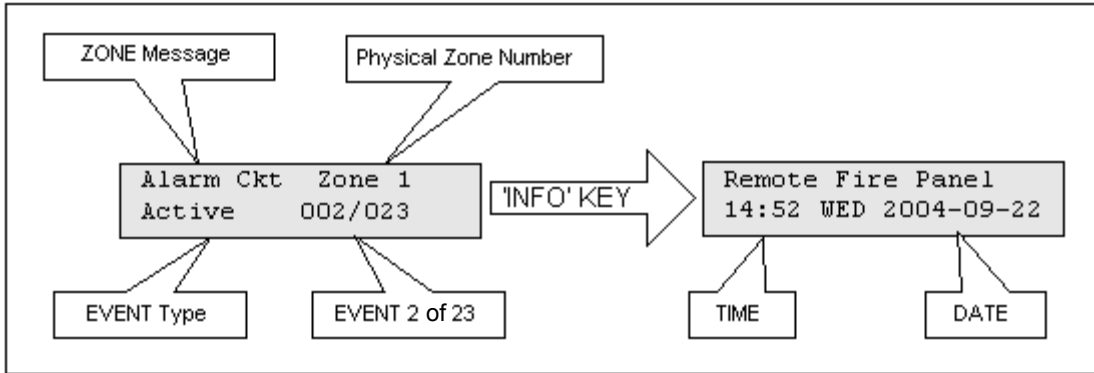 ZONE Message
Physical Zone Number
Alarm Ckt Zone 1
Active 002/023
'INFO' KEY
Remote Fire Panel
14:52 WED 2004-09-22
EVENT Type
EVENT 2 of 23
TIME
DATE